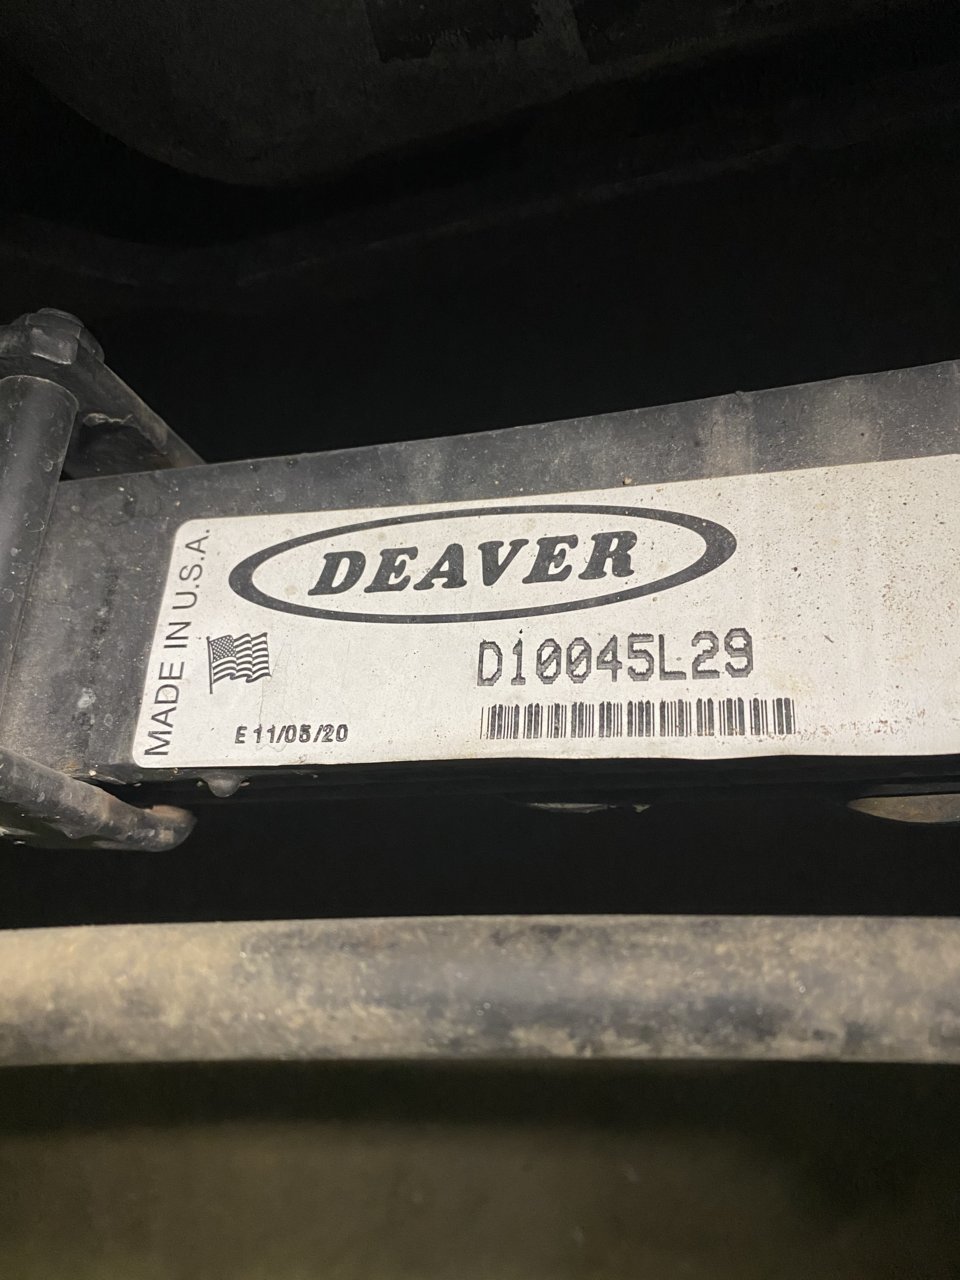 DEAVER
MADE IN U.S.A.
D10045L29
E 11/05/20